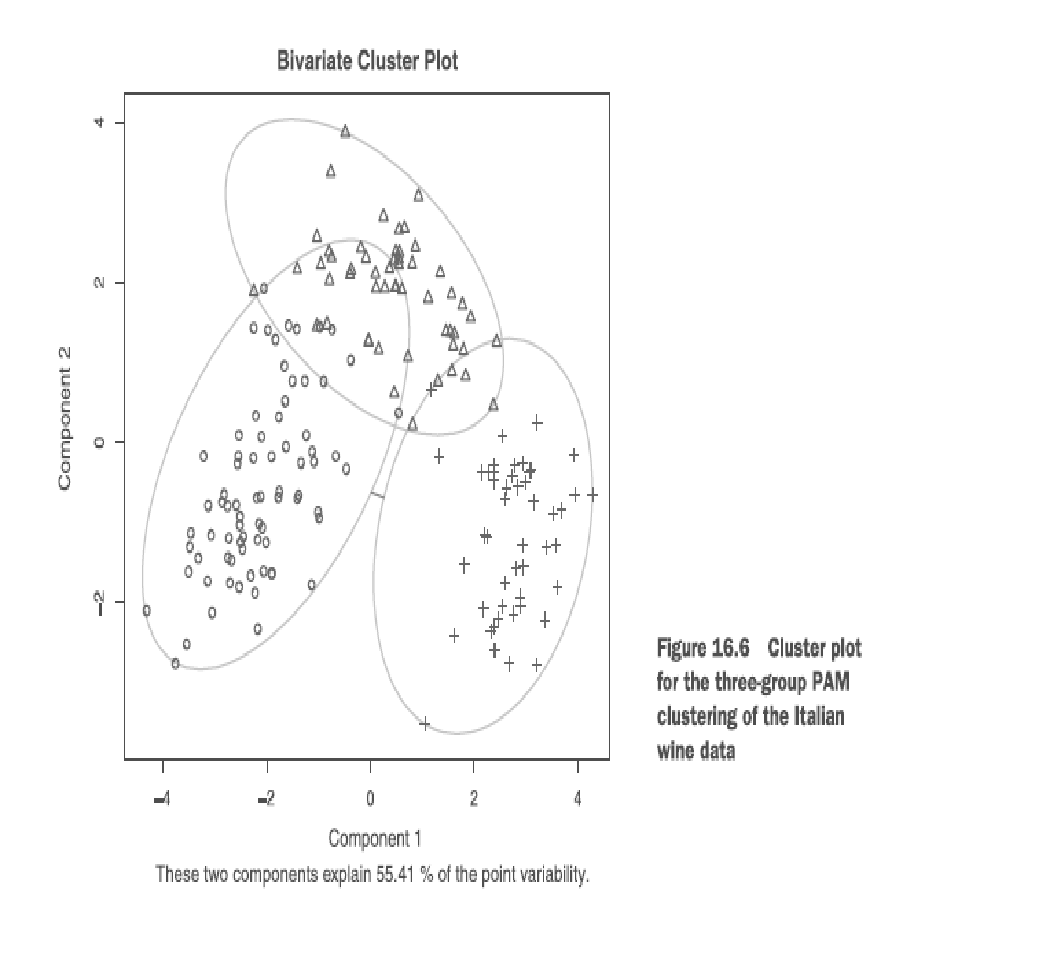 Bivariate Cluster Plot
4
2
0
−2
Component 2
−4
−2
0
2
4
Component 1
These two components explain 55.41 % of the point variability.
Figure 16.6 Cluster plot
for the three-group PAM
clustering of the Italian
wine data